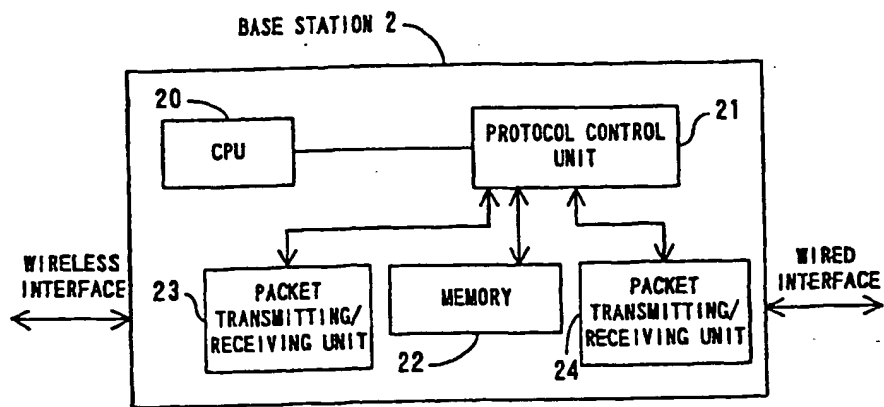 BASE STATION 2
20
CPU
PROTOCOL CONTROL
UNIT
21
WIRELESS
INTERFACE
23
PACKET
TRANSMITTING/
RECEIVING UNIT
MEMORY
22
PACKET
TRANSMITTING/
RECEIVING UNIT
24
WIRED
INTERFACE